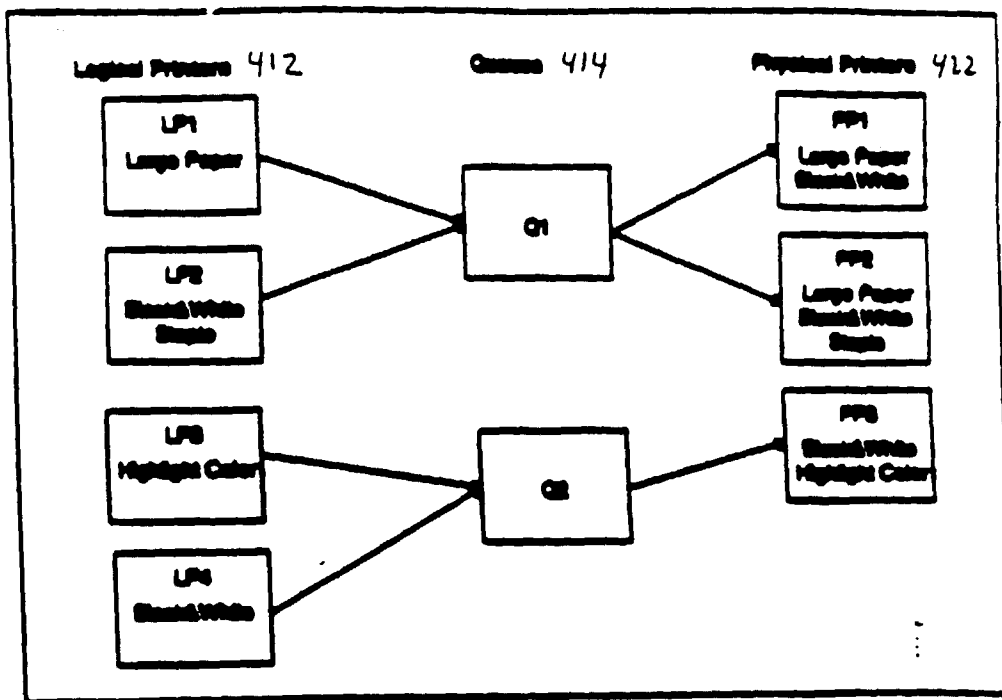 Logical Printers 412
Queues 414
Physical Printers 422
LP1
Large Paper
LP2
Black&White
Staple
LP3
Highlight Color
LP4
Black&White
Q1
Q2
PP1
Large Paper
Black&White
PP2
Large Paper
Black&White
Staple
PP3
Black&White
Highlight Color